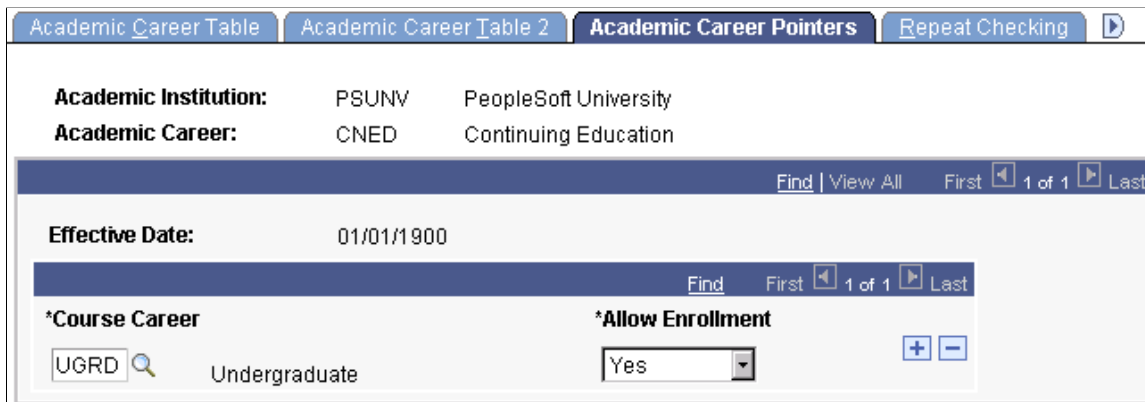 Academic Career Table Academic Career Table 2 Academic Career Pointers Repeat Checking
Academic Institution: PSUNV PeopleSoft University
Academic Career: CNED Continuing Education
Find | View All First 1 of 1 Last
Effective Date: 01/01/1900
Find First 1 of 1 Last
*Course Career *Allow Enrollment
UGRD Undergraduate Yes